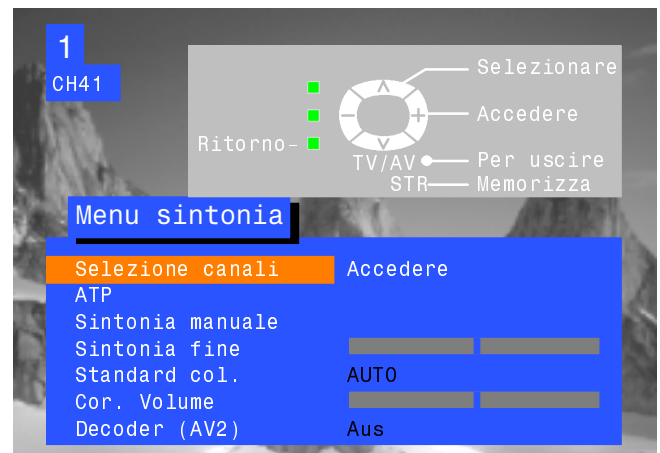 1
CH41
Selezionare
Accedere
Ritorno
TV/AV Per uscire
STR Memorizza
Menu sintonia
Selezione canali Accedere
ATP
Sintonia manuale
Sintonia fine
Standard col. AUTO
Cor. Volume
Decoder (AV2) Aus